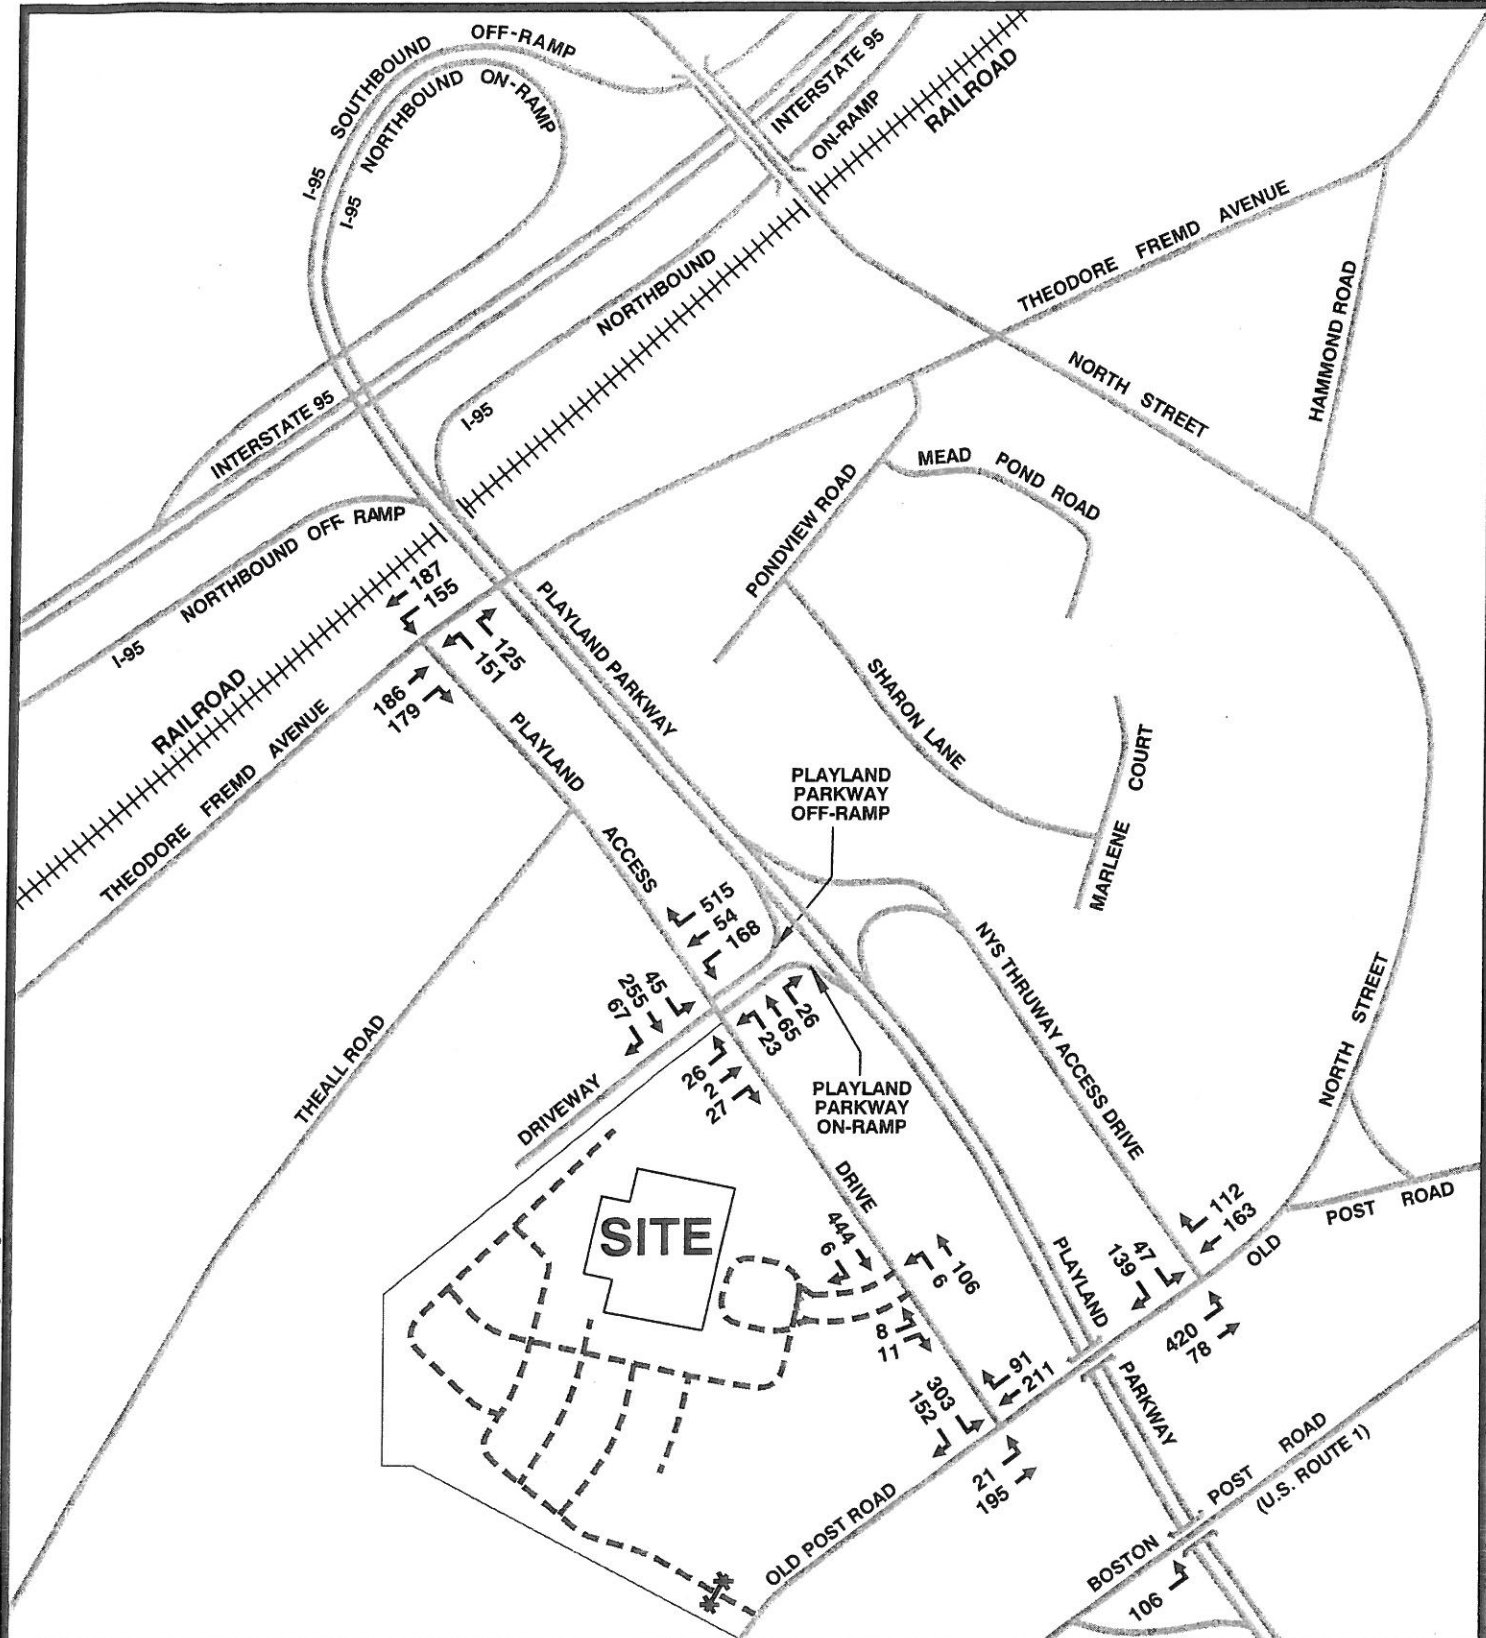 OFF-RAMP
SOUTHBOUND
I-95
NORTHBOUND ON-RAMP
I-95
INTERSTATE 95
ON-RAMP
RAILROAD
THEODORE FREMD AVENUE
HAMMOND ROAD
NORTHBOUND
I-95
INTERSTATE 95
NORTH STREET
MEAD POND ROAD
PONDVIEW ROAD
I-95 NORTHBOUND OFF-RAMP
187
155
125
151
186
179
PLAYLAND PARKWAY
RAILROAD
THEODORE FREMD AVENUE
SHARON LANE
MARLENE COURT
PLAYLAND
ACCESS
DRIVE
PLAYLAND
PARKWAY
OFF-RAMP
515
54
168
45
255
67
26
65
23
26
2
27
NYS THRUWAY ACCESS DRIVE
NORTH STREET
THEALL ROAD
DRIVEWAY
PLAYLAND
PARKWAY
ON-RAMP
SITE
POST ROAD
OLD
112
163
47
139
420
78
444
6
106
6
8
11
PLAYLAND
PARKWAY
91
211
303
152
21
195
OLD POST ROAD
BOSTON POST ROAD
(U.S. ROUTE 1)
106